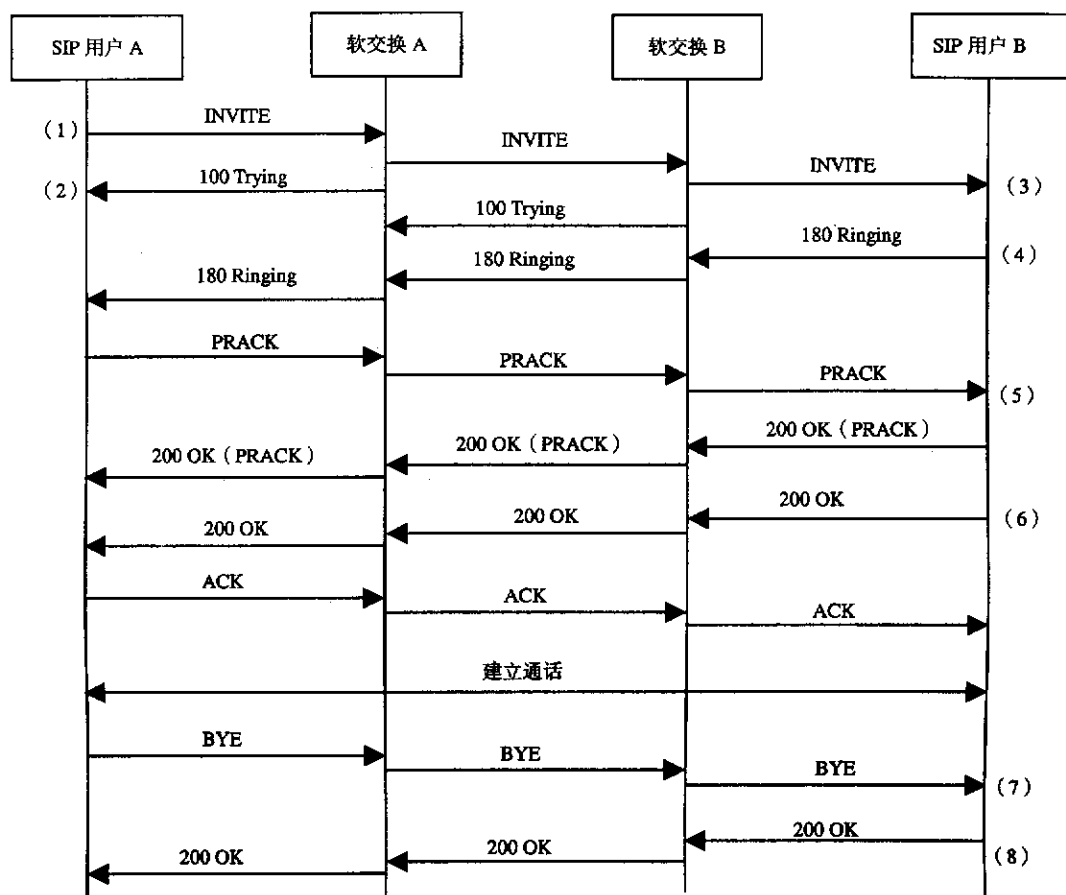 SIP 用户 A
软交换 A
软交换 B
SIP 用户 B
(1)
INVITE
INVITE
INVITE
(2)
100 Trying
(3)
100 Trying
180 Ringing
(4)
180 Ringing
180 Ringing
PRACK
PRACK
PRACK
(5)
200 OK (PRACK)
200 OK (PRACK)
200 OK (PRACK)
200 OK
(6)
200 OK
200 OK
ACK
ACK
ACK
建立通话
BYE
BYE
BYE
(7)
200 OK
200 OK
(8)
200 OK